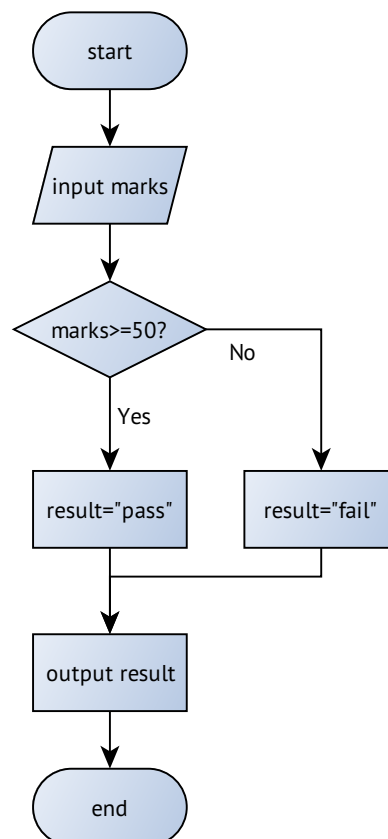 start
input marks
marks>=50?
No
Yes
result="pass"
result="fail"
output result
end